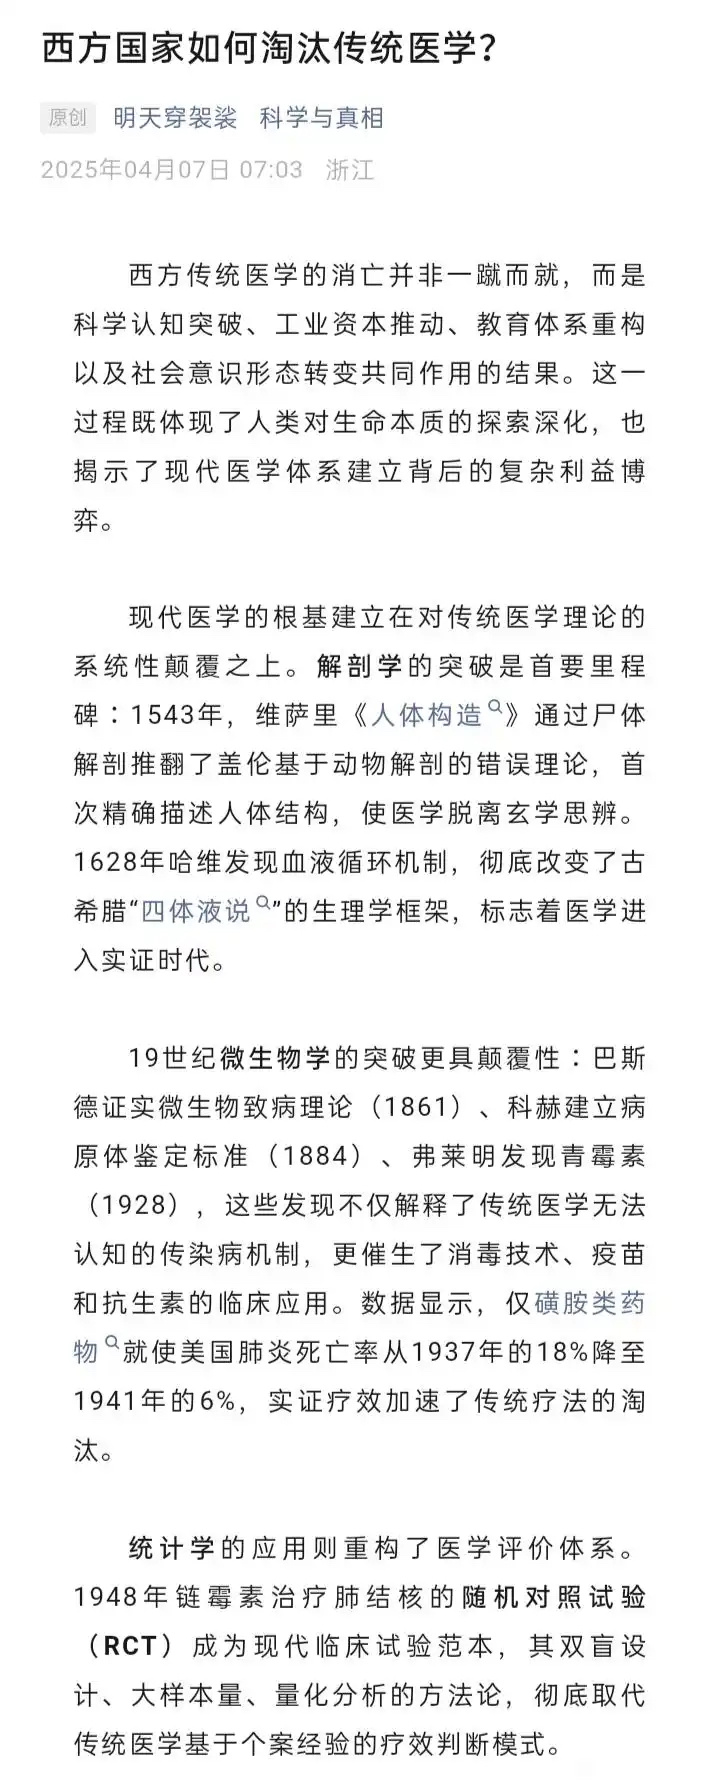 西方国家如何淘汰传统医学？
原创 明天穿袈裟 科学与真相
2025年04月07日 07:03 浙江
西方传统医学的消亡并非一蹴而就，而是
科学认知突破、工业资本推动、教育体系重构
以及社会意识形态转变共同作用的结果。这一
过程既体现了人类对生命本质的探索深化，也
揭示了现代医学体系建立背后的复杂利益博
弈。
现代医学的根基建立在对传统医学理论的
系统性颠覆之上。解剖学的突破是首要里程
碑：1543年，维萨里《人体构造》通过尸体
解剖推翻了盖伦基于动物解剖的错误理论，首
次精确描述人体结构，使医学脱离玄学思辨。
1628年哈维发现血液循环机制，彻底改变了古
希腊“四体液说”的生理学框架，标志着医学进
入实证时代。
19世纪微生物学的突破更具颠覆性：巴斯
德证实微生物致病理论（1861）、科赫建立病
原体鉴定标准（1884）、弗莱明发现青霉素
（1928），这些发现不仅解释了传统医学无法
认知的传染病机制，更催生了消毒技术、疫苗
和抗生素的临床应用。数据显示，仅磺胺类药
物就使美国肺炎死亡率从1937年的18%降至
1941年的6%，实证疗效加速了传统疗法的淘
汰。
统计学的应用则重构了医学评价体系。
1948年链霉素治疗肺结核的随机对照试验
（RCT）成为现代临床试验范本，其双盲设
计、大样本量、量化分析的方法论，彻底取代
传统医学基于个案经验的疗效判断模式。